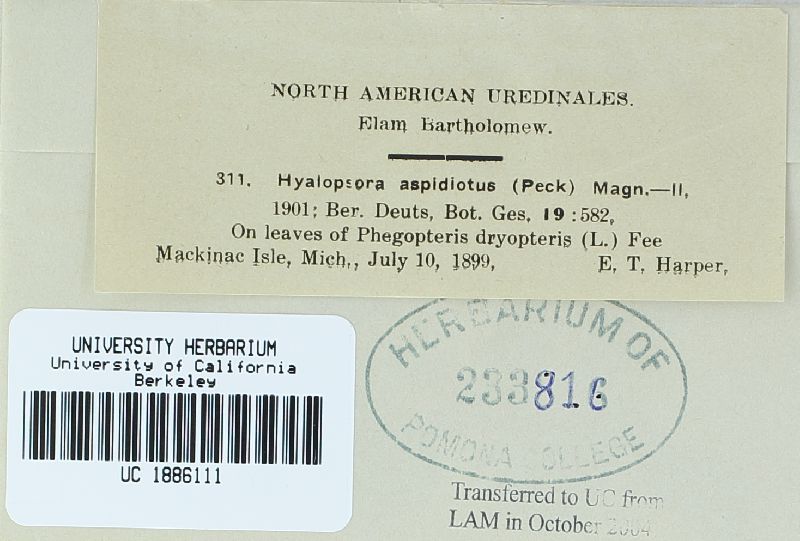 NORTH AMERICAN UREDINALES.
Elam Bartholomew.
311. Hyalopsora aspidiotus (Peck) Magn.—II,
1901; Ber. Deuts, Bot. Ges, 19 : 582,
On leaves of Phegopteris dryopteris (L.) Fee
Mackinac Isle, Mich., July 10, 1899, E. T. Harper,
HERBARIUM OF
233816
POMONA COLLEGE
UNIVERSITY HERBARIUM
University of California
Berkeley
UC 1886111
Transferred to UC from
LAM in October 2004